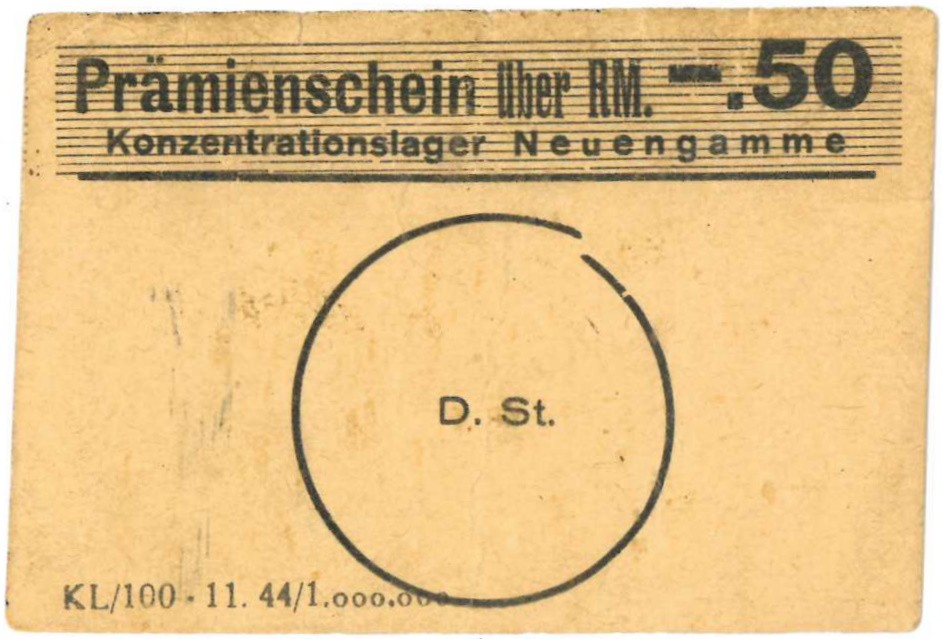 Prämienschein über RM. -.50
Konzentrationslager Neuengamme
D. St.
KL/100 - 11. 44/1.000.000